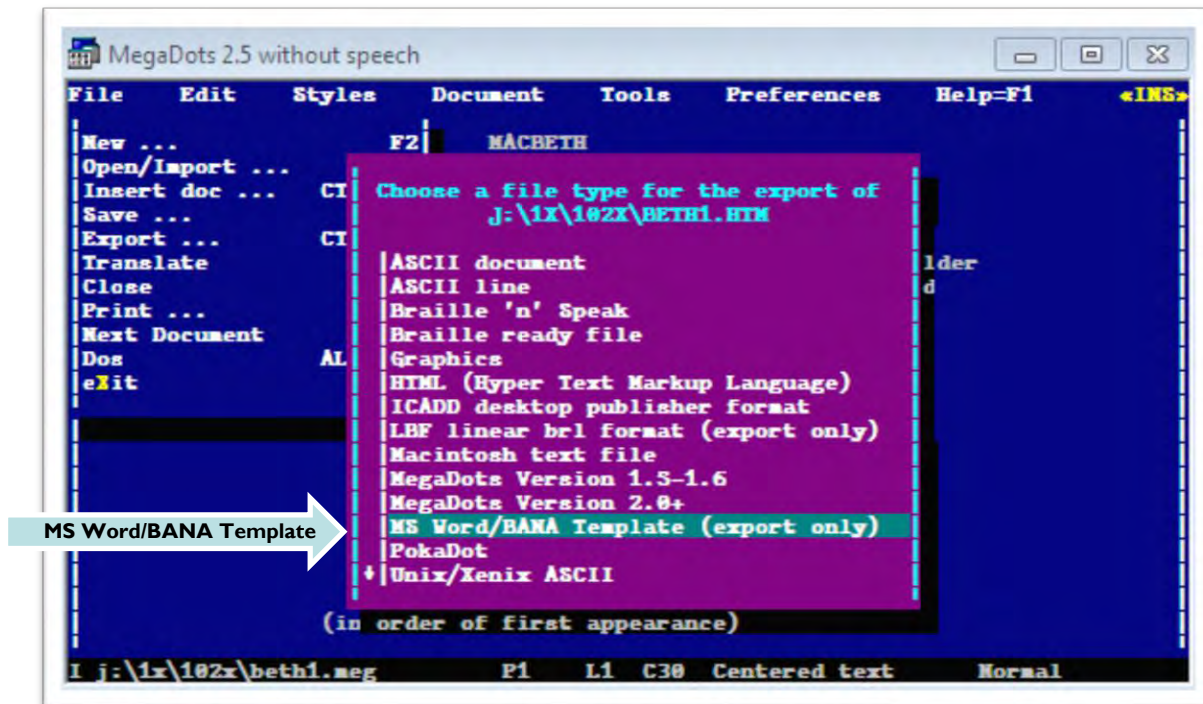 MegaDots 2.5 without speech
File Edit Styles Document Tools Preferences Help=F1 «INS»
New ... F2
MACBETH
Open/Import ...
Insert doc ... CT
Save ...
Export ... CT
Translate
Close
Print ...
Next Document
Dos AL
eXit
Choose a file type for the export of
J:\1X\102X\BETH1.HTM
ASCII document
ASCII line
Braille 'n' Speak
Braille ready file
Graphics
HTML (Hyper Text Markup Language)
ICADD desktop publisher format
LBF linear brl format (export only)
Macintosh text file
MegaDots Version 1.5-1.6
MegaDots Version 2.0+
MS Word/BANA Template (export only)
PokaDot
Unix/Xenix ASCII
lder
d
MS Word/BANA Template
(in order of first appearance)
I j:\1x\102x\beth1.meg P1 L1 C30 Centered text Normal